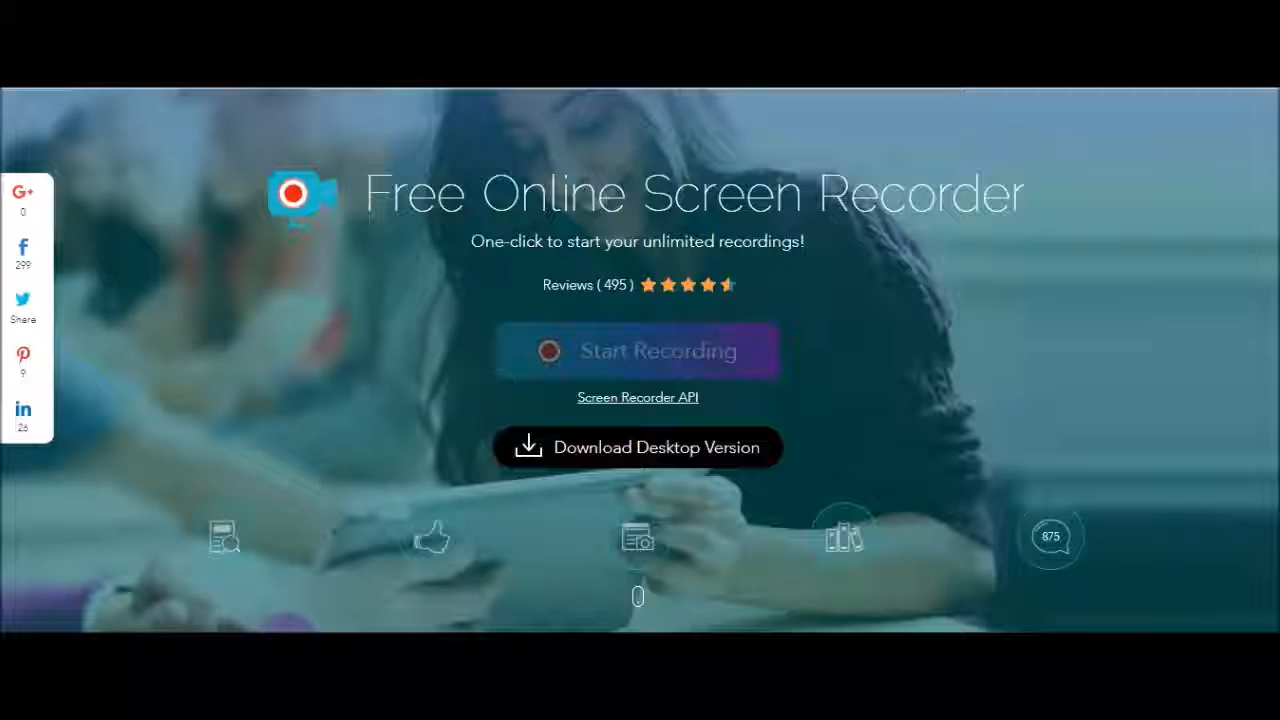 Free Online Screen Recorder
One-click to start your unlimited recordings!
Reviews ( 495 )
Start Recording
Screen Recorder API
Download Desktop Version
G+
0
f
299
Share
9
in
26
875